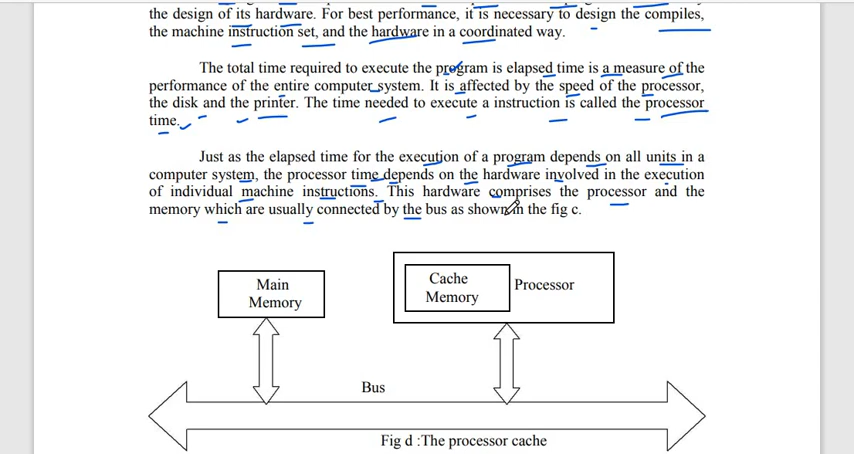 the design of its hardware. For best performance, it is necessary to design the compiles,
the machine instruction set, and the hardware in a coordinated way.
The total time required to execute the program is elapsed time is a measure of the
performance of the entire computer system. It is affected by the speed of the processor,
the disk and the printer. The time needed to execute a instruction is called the processor
time.
Just as the elapsed time for the execution of a program depends on all units in a
computer system, the processor time depends on the hardware involved in the execution
of individual machine instructions. This hardware comprises the processor and the
memory which are usually connected by the bus as shown in the fig c.
Main
Memory
Cache
Memory
Processor
Bus
Fig d :The processor cache